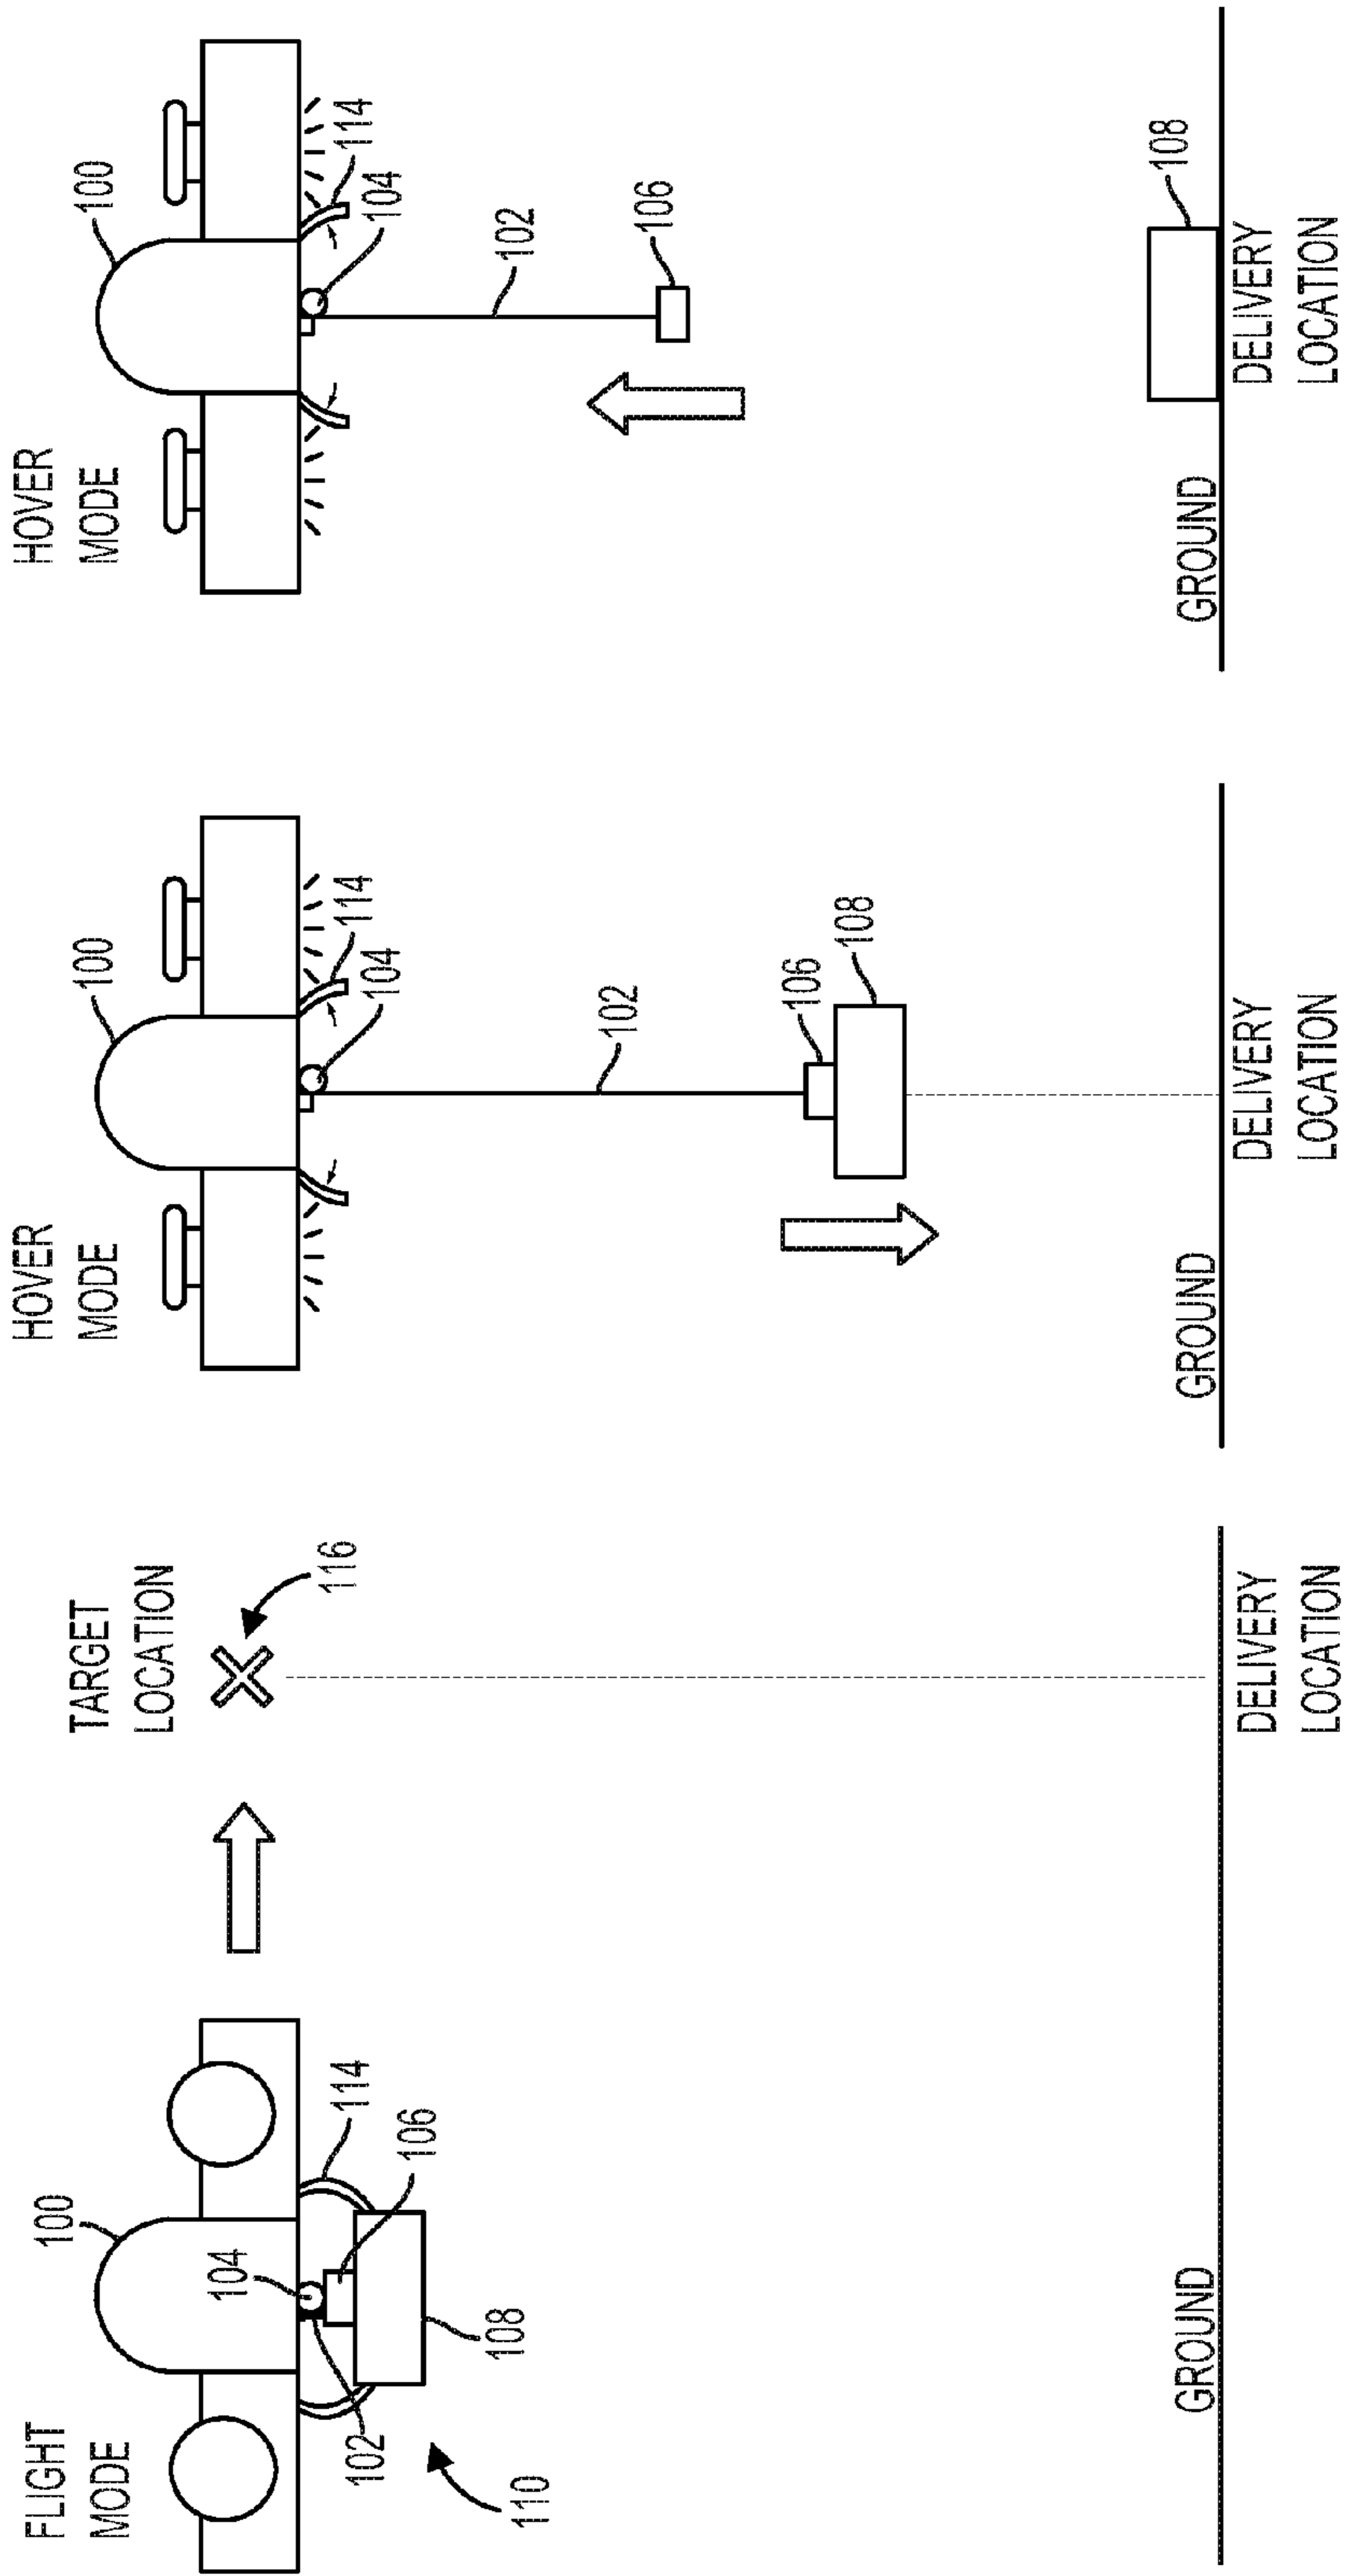 FLIGHT
MODE
100
104
102
114
106
108
110
TARGET
LOCATION
116
GROUND
DELIVERY
LOCATION
HOVER
MODE
100
114
104
102
106
108
GROUND
DELIVERY
LOCATION
HOVER
MODE
100
114
104
102
106
108
GROUND
DELIVERY
LOCATION